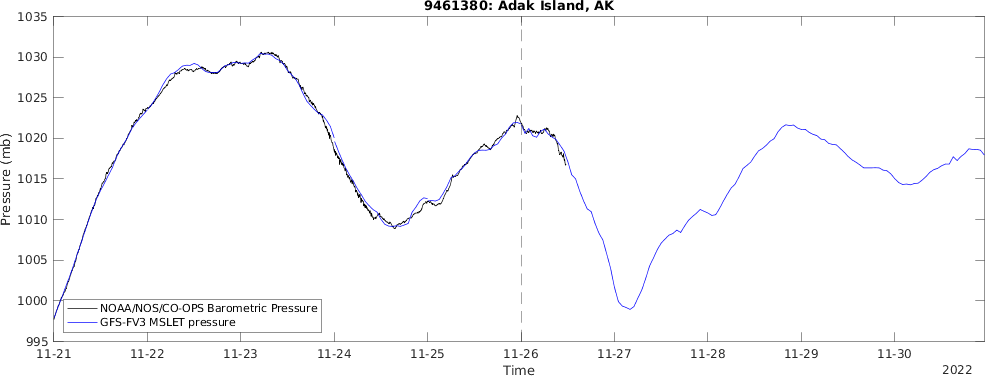 9461380: Adak Island, AK
Pressure (mb)
1035
1030
1025
1020
1015
1010
1005
1000
995
NOAA/NOS/CO-OPS Barometric Pressure
GFS-FV3 MSLET pressure
11-21 11-22 11-23 11-24 11-25 11-26 11-27 11-28 11-29 11-30
Time
2022